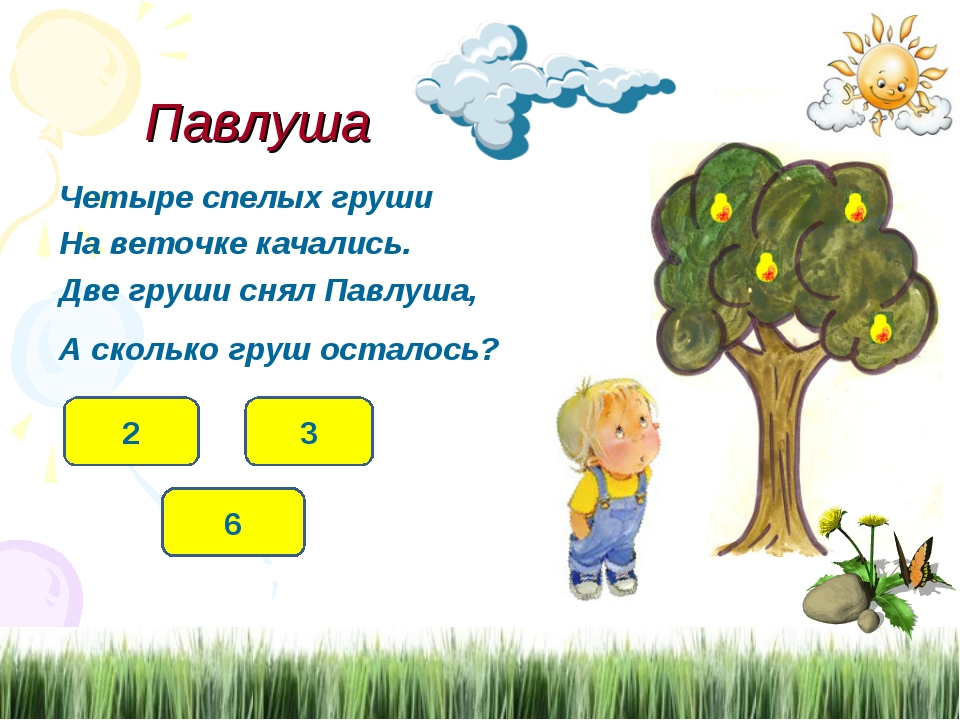 Павлуша
Четыре спелых груши
На веточке качались.
Две груши снял Павлуша,
А сколько груш осталось?
2
3
6